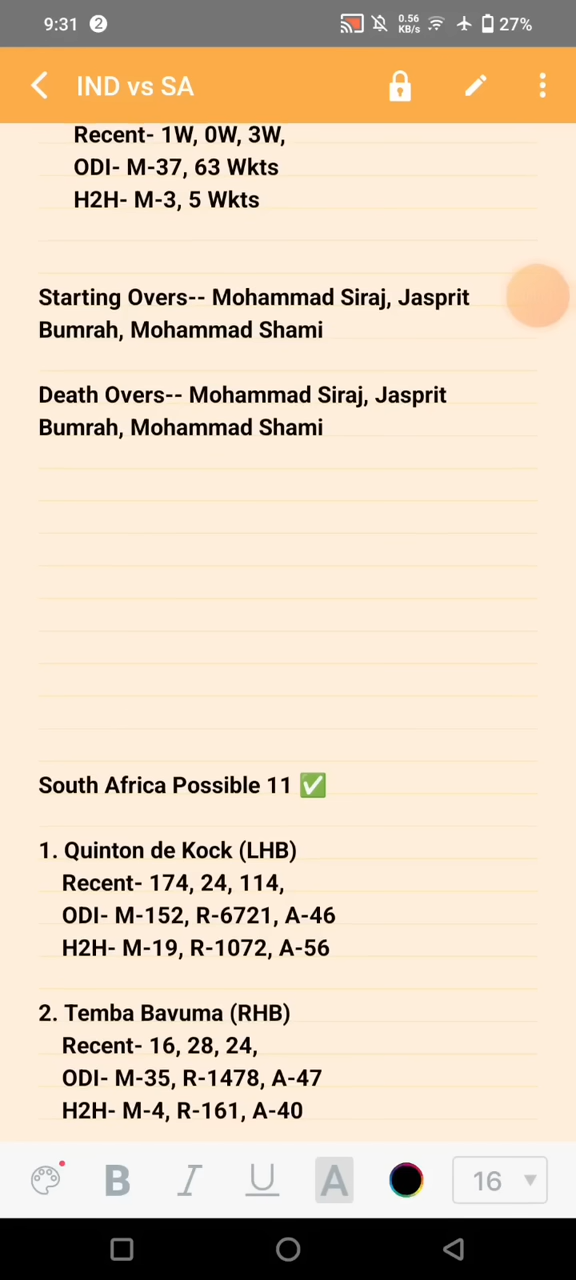 9:31 2 0.56 KB/s 27%
IND vs SA
Recent- 1W, 0W, 3W,
ODI- M-37, 63 Wkts
H2H- M-3, 5 Wkts
Starting Overs-- Mohammad Siraj, Jasprit
Bumrah, Mohammad Shami
Death Overs-- Mohammad Siraj, Jasprit
Bumrah, Mohammad Shami
South Africa Possible 11 ✅
1. Quinton de Kock (LHB)
Recent- 174, 24, 114,
ODI- M-152, R-6721, A-46
H2H- M-19, R-1072, A-56
2. Temba Bavuma (RHB)
Recent- 16, 28, 24,
ODI- M-35, R-1478, A-47
H2H- M-4, R-161, A-40
B I U A 16